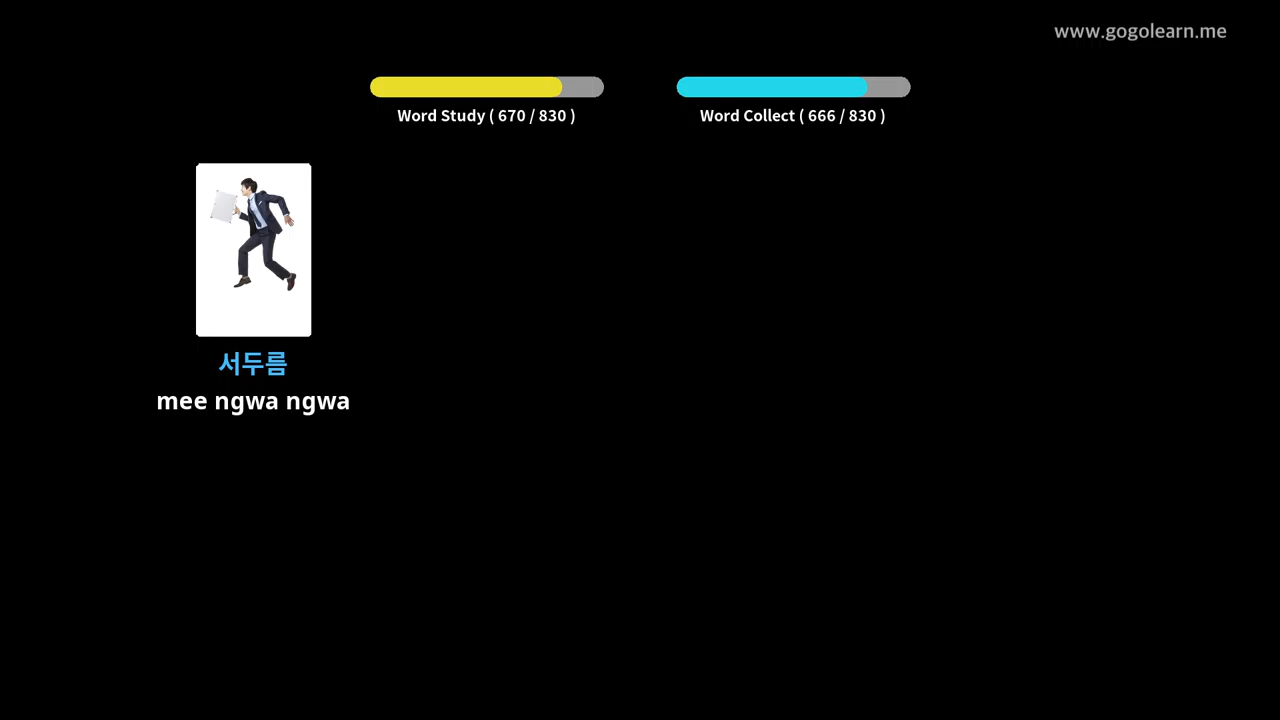 www.gogolearn.me
Word Study ( 670 / 830 )
Word Collect ( 666 / 830 )
서두름
mee ngwa ngwa